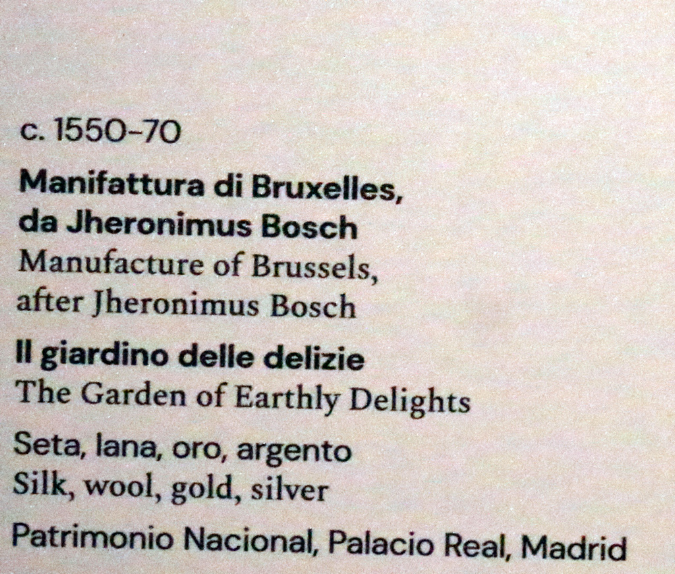 c. 1550–70
Manifattura di Bruxelles,
da Jheronimus Bosch
Manufacture of Brussels,
after Jheronimus Bosch
Il giardino delle delizie
The Garden of Earthly Delights
Seta, lana, oro, argento
Silk, wool, gold, silver
Patrimonio Nacional, Palacio Real, Madrid